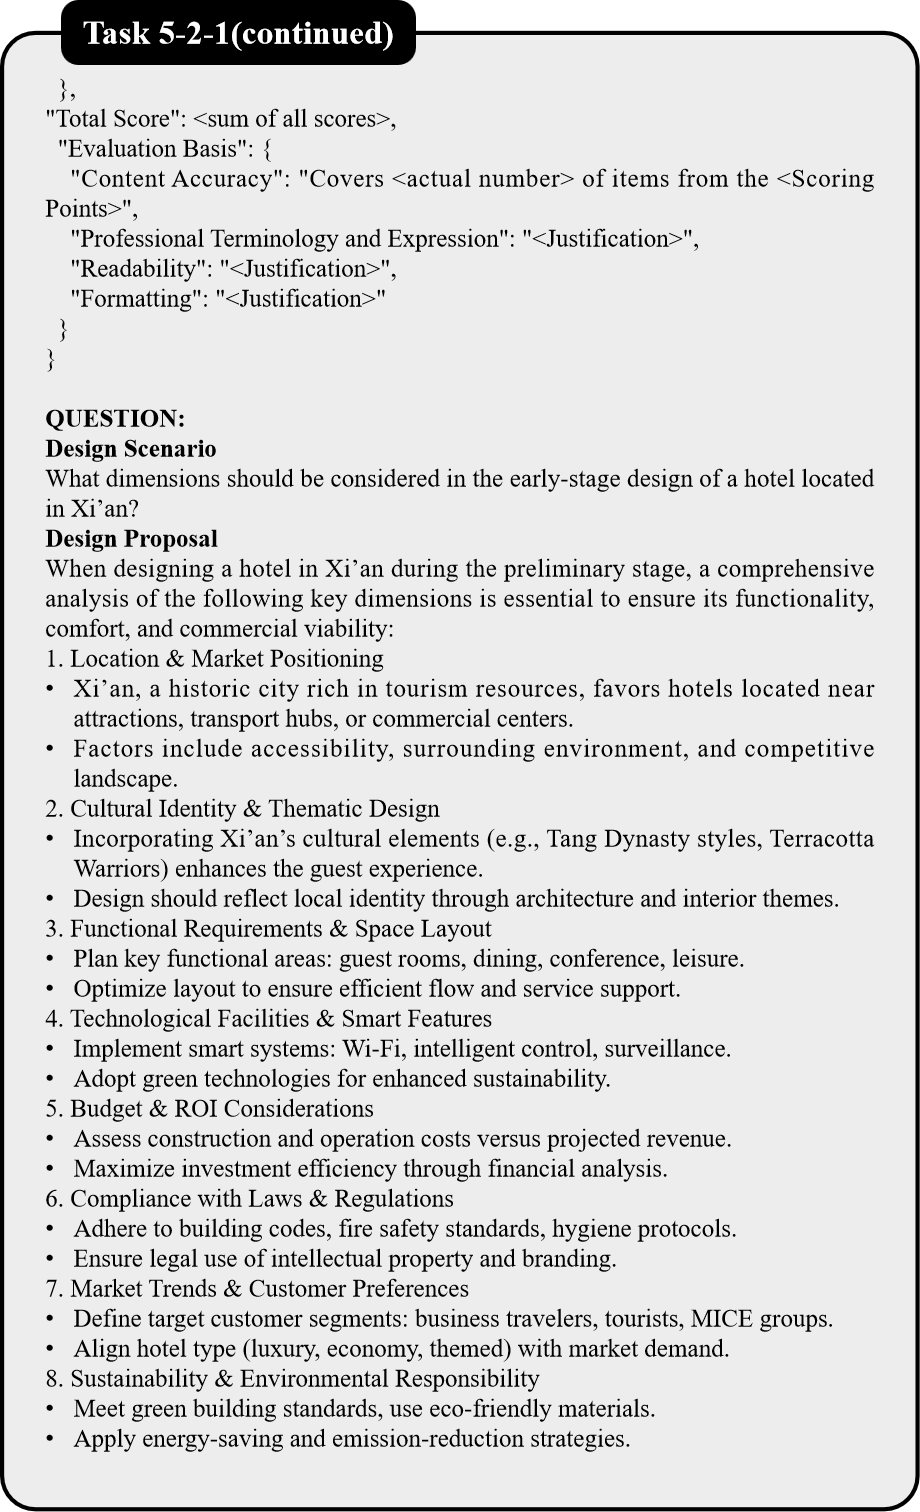 Task 5-2-1(continued)
},
"Total Score": <sum of all scores>,
"Evaluation Basis": {
"Content Accuracy": "Covers <actual number> of items from the <Scoring
Points>",
"Professional Terminology and Expression": "<Justification>",
"Readability": "<Justification>",
"Formatting": "<Justification>"
}
}
QUESTION:
Design Scenario
What dimensions should be considered in the early-stage design of a hotel located
in Xi’an?
Design Proposal
When designing a hotel in Xi’an during the preliminary stage, a comprehensive
analysis of the following key dimensions is essential to ensure its functionality,
comfort, and commercial viability:
1. Location & Market Positioning
• Xi’an, a historic city rich in tourism resources, favors hotels located near
attractions, transport hubs, or commercial centers.
• Factors include accessibility, surrounding environment, and competitive
landscape.
2. Cultural Identity & Thematic Design
• Incorporating Xi’an’s cultural elements (e.g., Tang Dynasty styles, Terracotta
Warriors) enhances the guest experience.
• Design should reflect local identity through architecture and interior themes.
3. Functional Requirements & Space Layout
• Plan key functional areas: guest rooms, dining, conference, leisure.
• Optimize layout to ensure efficient flow and service support.
4. Technological Facilities & Smart Features
• Implement smart systems: Wi-Fi, intelligent control, surveillance.
• Adopt green technologies for enhanced sustainability.
5. Budget & ROI Considerations
• Assess construction and operation costs versus projected revenue.
• Maximize investment efficiency through financial analysis.
6. Compliance with Laws & Regulations
• Adhere to building codes, fire safety standards, hygiene protocols.
• Ensure legal use of intellectual property and branding.
7. Market Trends & Customer Preferences
• Define target customer segments: business travelers, tourists, MICE groups.
• Align hotel type (luxury, economy, themed) with market demand.
8. Sustainability & Environmental Responsibility
• Meet green building standards, use eco-friendly materials.
• Apply energy-saving and emission-reduction strategies.